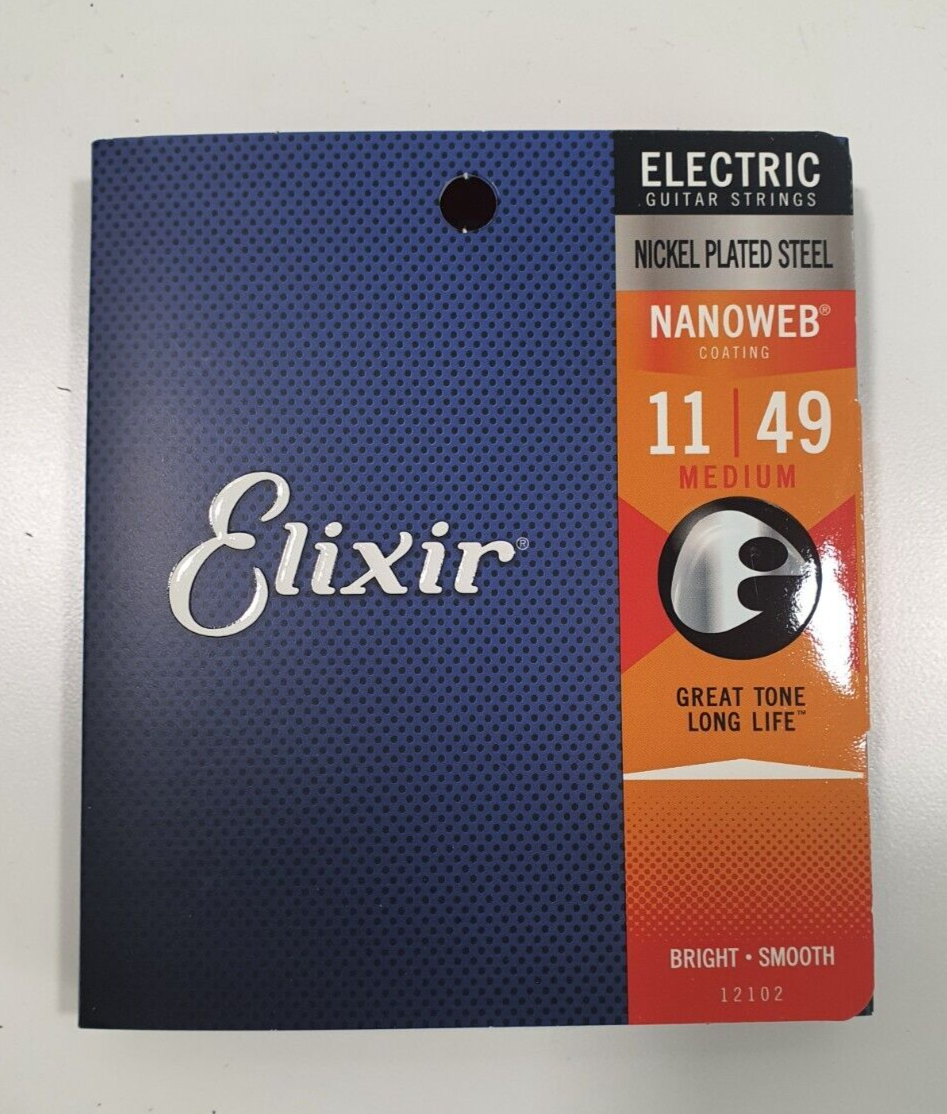 ELECTRIC
GUITAR STRINGS
NICKEL PLATED STEEL
NANOWEB®
COATING
11 | 49
MEDIUM
Elixir®
GREAT TONE
LONG LIFE™
BRIGHT • SMOOTH
12102